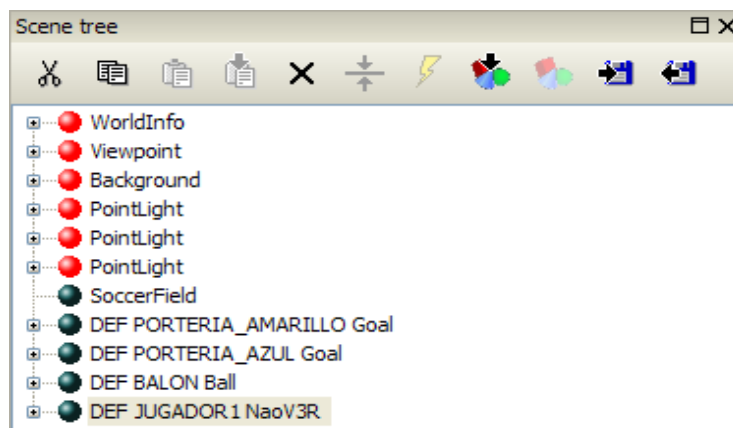 Scene tree
WorldInfo
Viewpoint
Background
PointLight
PointLight
PointLight
SoccerField
DEF PORTERIA_AMARILLO Goal
DEF PORTERIA_AZUL Goal
DEF BALON Ball
DEF JUGADOR1 NaoV3R